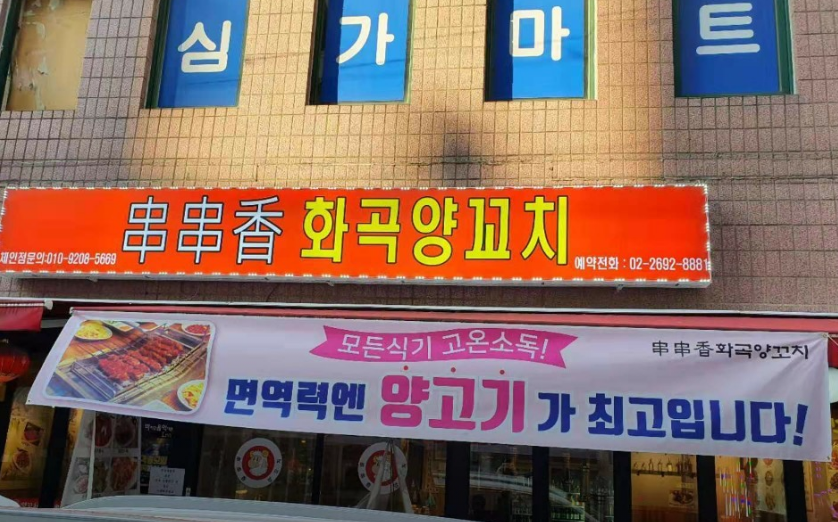 심가마트
串串香 화곡양꼬치
체인점문의:010-9208-5669
예약전화 : 02-2692-8881
모든식기 고온소독!
串串香화곡양꼬치
면역력엔 양고기가 최고입니다!